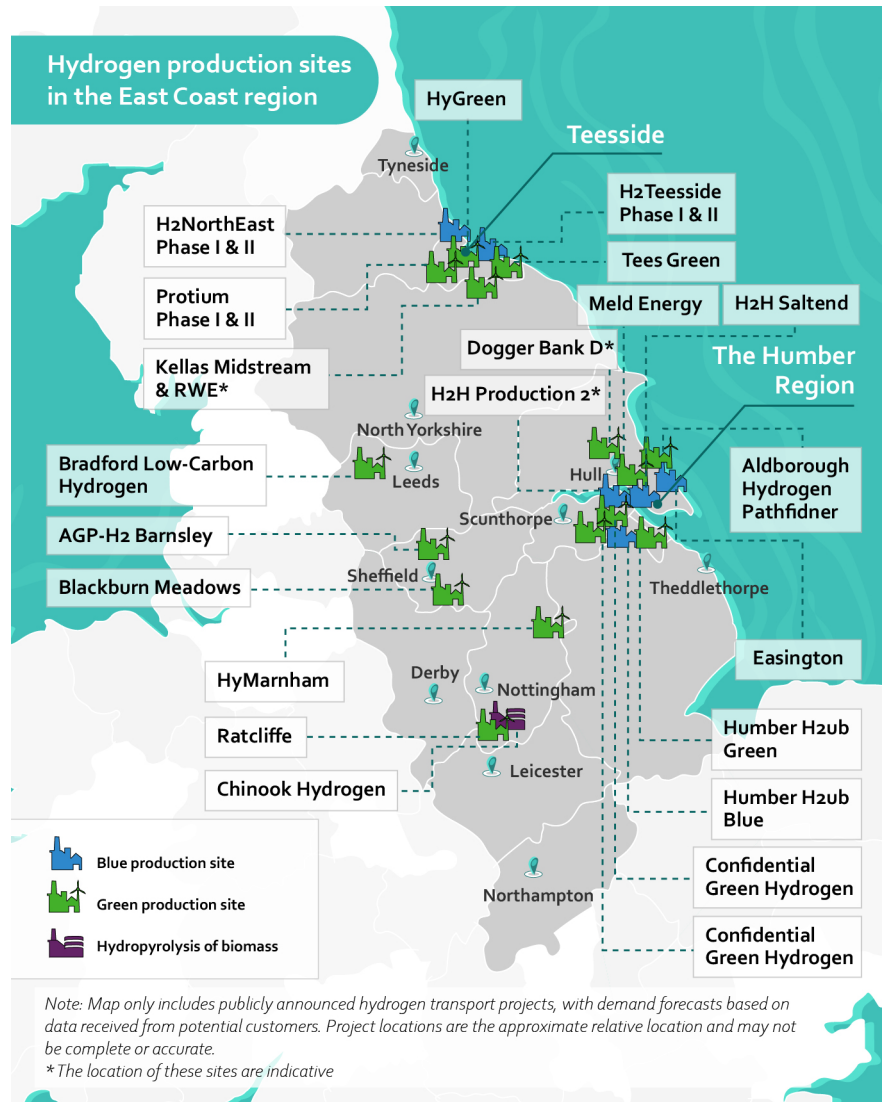 Hydrogen production sites
in the East Coast region
HyGreen
Teesside
Tyneside
H2Teesside
Phase I & II
H2NorthEast
Phase I & II
Tees Green
Protium
Phase I & II
Meld Energy
H2H Saltend
Dogger Bank D*
The Humber
Region
Kellas Midstream
& RWE*
H2H Production 2*
North Yorkshire
Bradford Low-Carbon
Hydrogen
Leeds
Hull
Aldborough
Hydrogen
Pathfidner
Scunthorpe
AGP-H2 Barnsley
Sheffield
Blackburn Meadows
Theddlethorpe
Easington
HyMarnham
Derby
Nottingham
Ratcliffe
Humber H2ub
Green
Chinook Hydrogen
Leicester
Humber H2ub
Blue
Blue production site
Confidential
Green Hydrogen
Green production site
Northampton
Hydropyrolysis of biomass
Confidential
Green Hydrogen
Note: Map only includes publicly announced hydrogen transport projects, with demand forecasts based on
data received from potential customers. Project locations are the approximate relative location and may not
be complete or accurate.
* The location of these sites are indicative